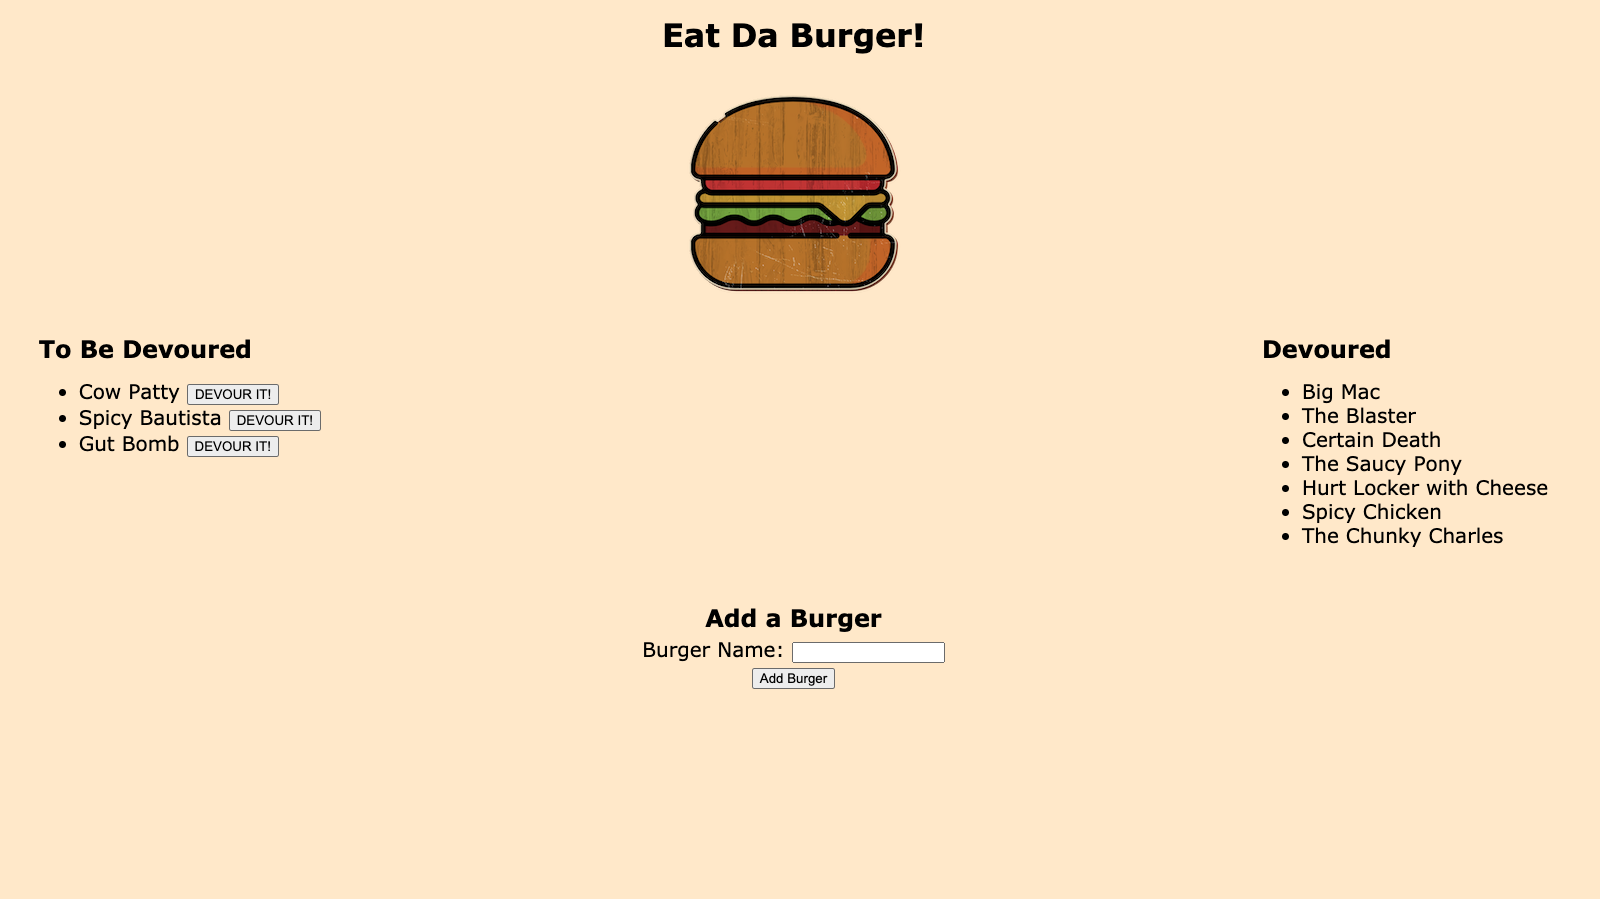 Eat Da Burger!
To Be Devoured
Cow Patty DEVOUR IT!
Spicy Bautista DEVOUR IT!
Gut Bomb DEVOUR IT!
Devoured
Big Mac
The Blaster
Certain Death
The Saucy Pony
Hurt Locker with Cheese
Spicy Chicken
The Chunky Charles
Add a Burger
Burger Name:
Add Burger